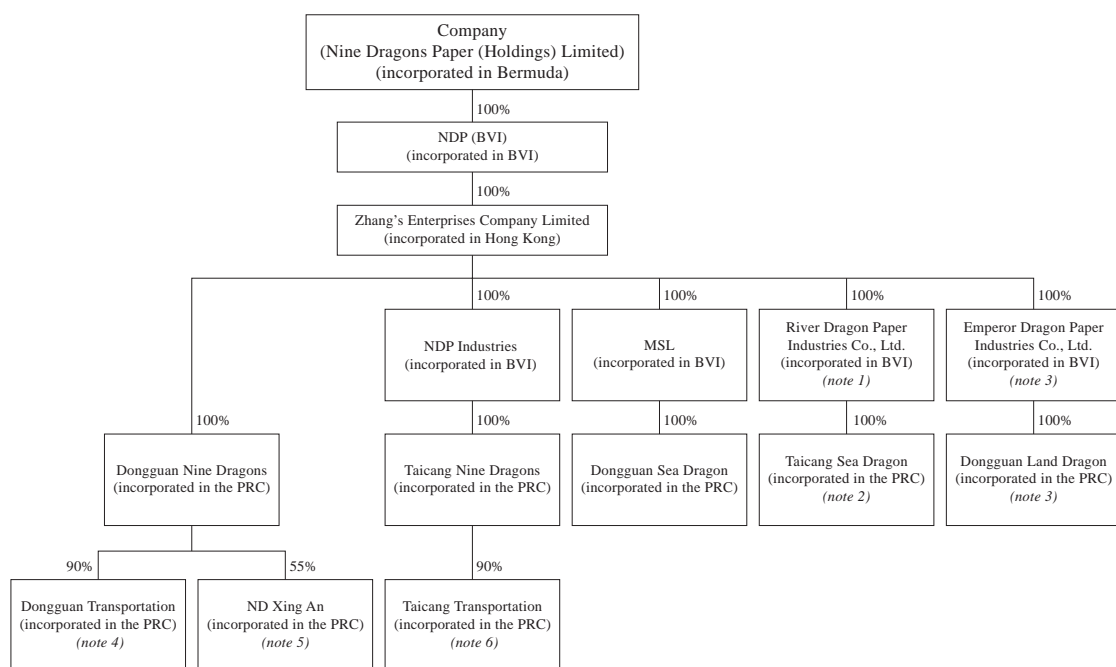 Company
(Nine Dragons Paper (Holdings) Limited)
(incorporated in Bermuda)
100%
NDP (BVI)
(incorporated in BVI)
100%
Zhang's Enterprises Company Limited
(incorporated in Hong Kong)
100%
100%
100%
100%
NDP Industries
(incorporated in BVI)
MSL
(incorporated in BVI)
River Dragon Paper
Industries Co., Ltd.
(incorporated in BVI)
(note 1)
Emperor Dragon Paper
Industries Co., Ltd.
(incorporated in BVI)
(note 3)
100%
100%
100%
100%
100%
Dongguan Nine Dragons
(incorporated in the PRC)
Taicang Nine Dragons
(incorporated in the PRC)
Dongguan Sea Dragon
(incorporated in the PRC)
Taicang Sea Dragon
(incorporated in the PRC)
(note 2)
Dongguan Land Dragon
(incorporated in the PRC)
(note 3)
90%
55%
90%
Dongguan Transportation
(incorporated in the PRC)
(note 4)
ND Xing An
(incorporated in the PRC)
(note 5)
Taicang Transportation
(incorporated in the PRC)
(note 6)